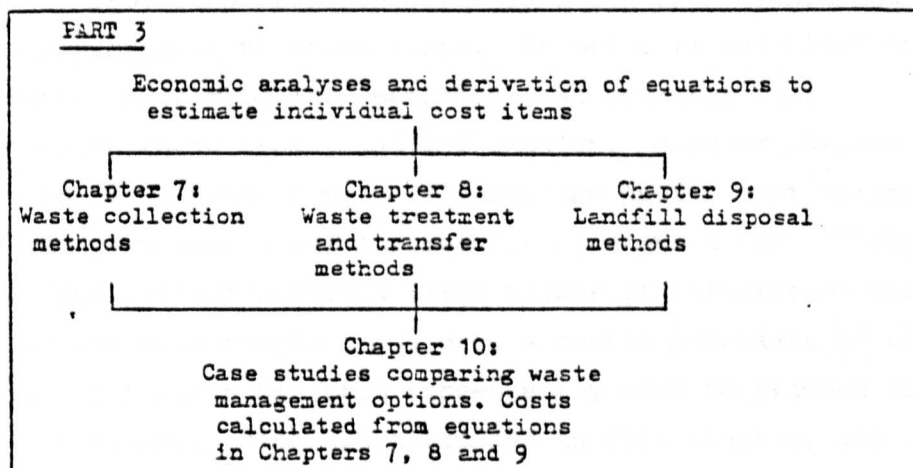 PART 3
Economic analyses and derivation of equations to
estimate individual cost items
Chapter 7:
Waste collection
methods
Chapter 8:
Waste treatment
and transfer
methods
Chapter 9:
Landfill disposal
methods
Chapter 10:
Case studies comparing waste
management options. Costs
calculated from equations
in Chapters 7, 8 and 9